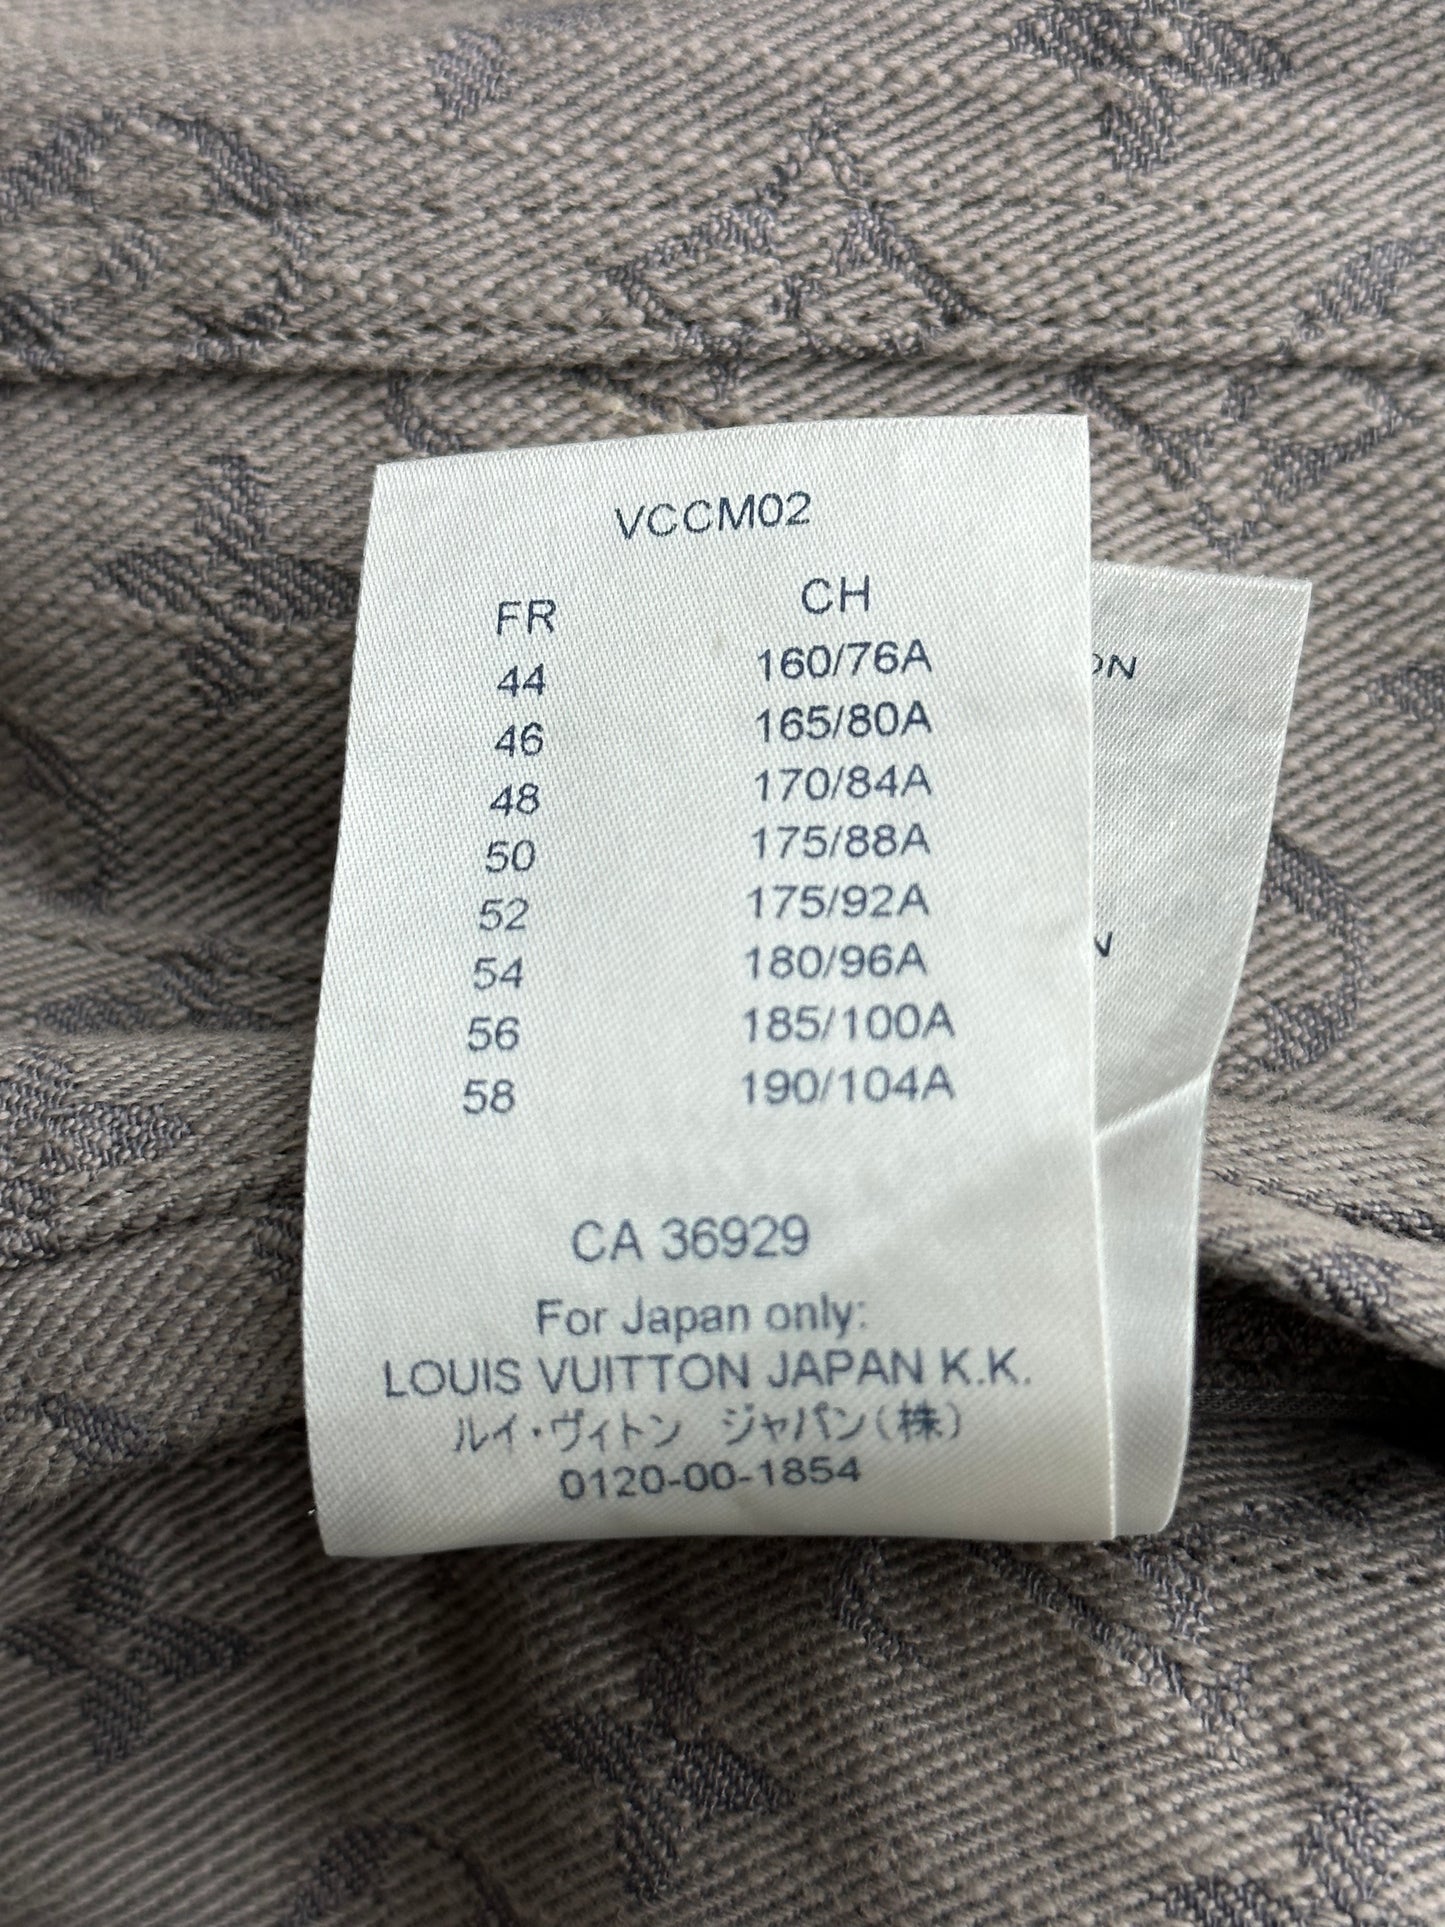 VCCM02
FR CH
44 160/76A
46 165/80A
48 170/84A
50 175/88A
52 175/92A
54 180/96A
56 185/100A
58 190/104A
CA 36929
For Japan only:
LOUIS VUITTON JAPAN K.K.
ルイ・ヴィトン ジャパン(株)
0120-00-1854